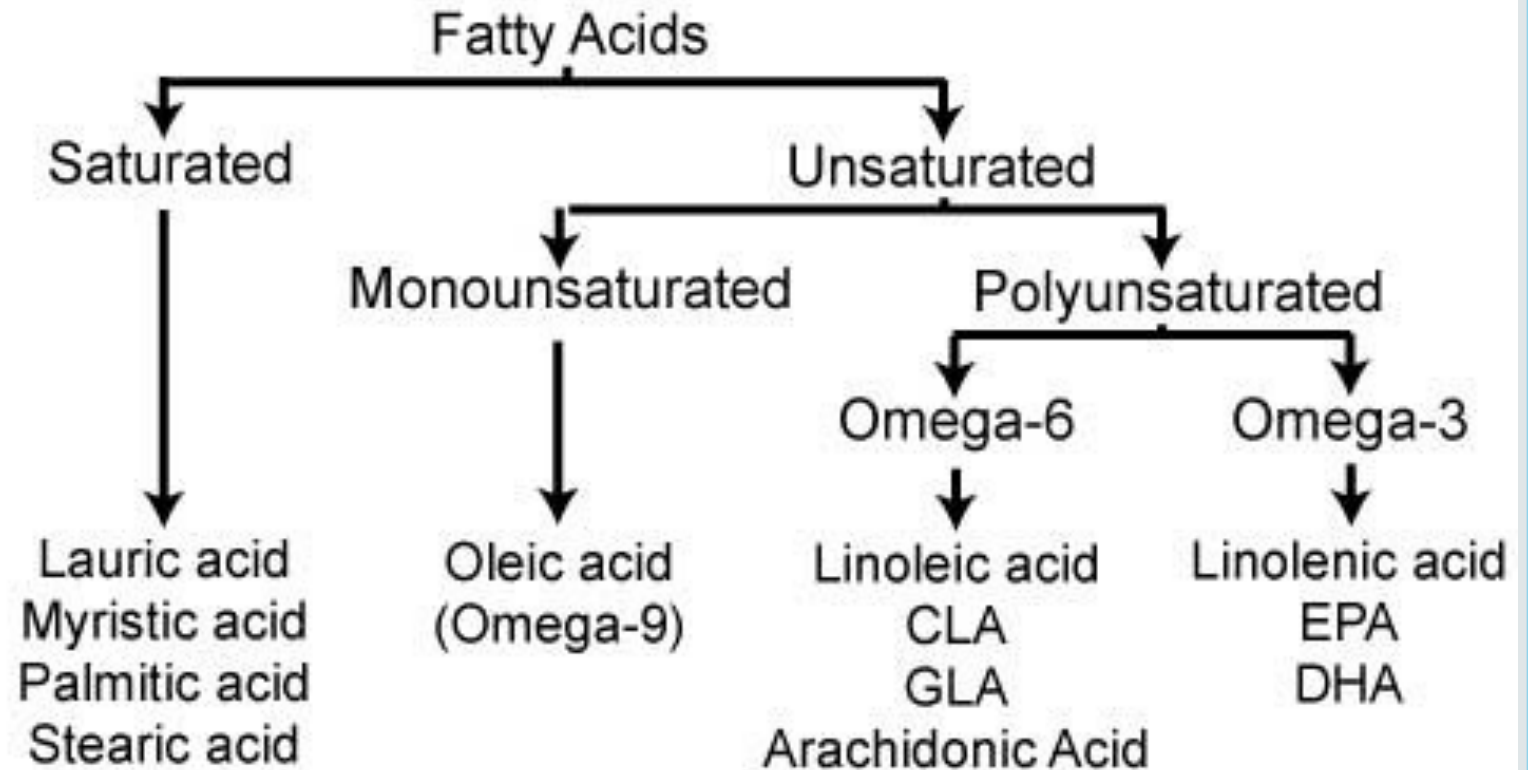 Fatty Acids
Saturated
Unsaturated
Monounsaturated
Polyunsaturated
Omega-6
Omega-3
Lauric acid
Myristic acid
Palmitic acid
Stearic acid
Oleic acid
(Omega-9)
Linoleic acid
CLA
GLA
Arachidonic Acid
Linolenic acid
EPA
DHA